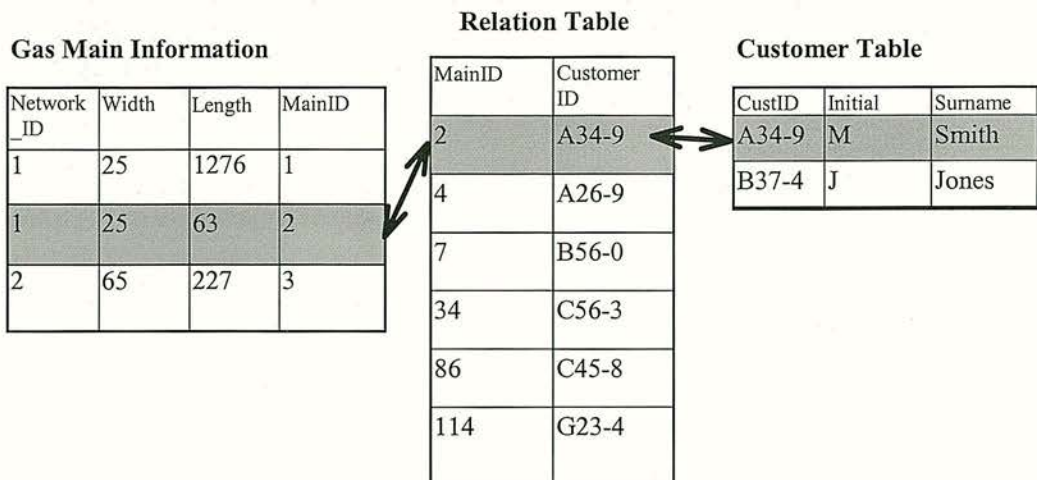 Gas Main Information
Network_ID Width Length MainID
1 25 1276 1
1 25 63 2
2 65 227 3
Relation Table
MainID Customer ID
2 A34-9
4 A26-9
7 B56-0
34 C56-3
86 C45-8
114 G23-4
Customer Table
CustID Initial Surname
A34-9 M Smith
B37-4 J Jones